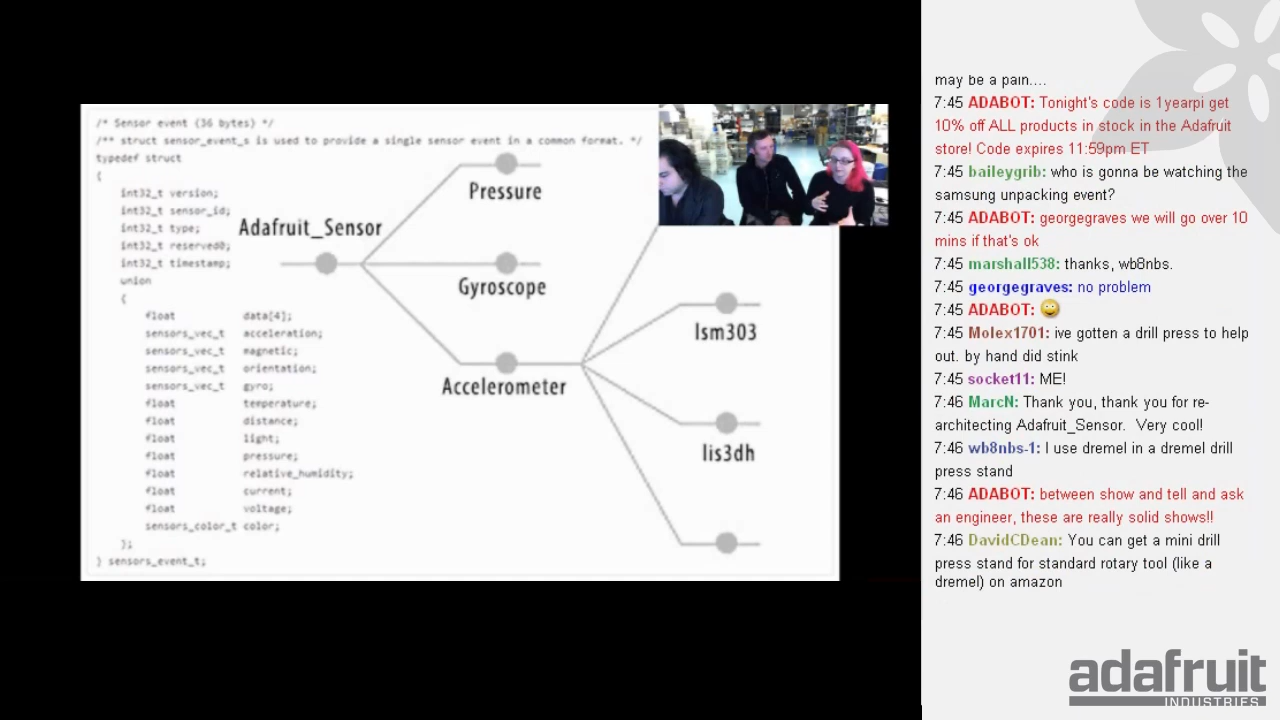 /* Sensor event (36 bytes) */
/** struct sensor_event_s is used to provide a single sensor event in a common format. */
typedef struct
{
int32_t version;
int32_t sensor_id;
int32_t type;
int32_t reserved0;
int32_t timestamp;
union
{
float data[4];
sensors_vec_t acceleration;
sensors_vec_t magnetic;
sensors_vec_t orientation;
sensors_vec_t gyro;
float temperature;
float distance;
float light;
float pressure;
float relative_humidity;
float current;
float voltage;
sensors_color_t color;
};
} sensors_event_t;
Adafruit_Sensor
Pressure
Gyroscope
Accelerometer
lsm303
lis3dh
may be a pain....
7:45 ADABOT: Tonight's code is 1yearpi get
10% off ALL products in stock in the Adafruit
store! Code expires 11:59pm ET
7:45 baileygrib: who is gonna be watching the
samsung unpacking event?
7:45 ADABOT: georgegraves we will go over 10
mins if that's ok
7:45 marshall538: thanks, wb8nbs.
7:45 georgegraves: no problem
7:45 ADABOT:
7:45 Molex1701: ive gotten a drill press to help
out. by hand did stink
7:45 socket11: ME!
7:46 MarcN: Thank you, thank you for re-
architecting Adafruit_Sensor. Very cool!
7:46 wb8nbs-1: I use dremel in a dremel drill
press stand
7:46 ADABOT: between show and tell and ask
an engineer, these are really solid shows!!
7:46 DavidCDean: You can get a mini drill
press stand for standard rotary tool (like a
dremel) on amazon
adafruit
INDUSTRIES